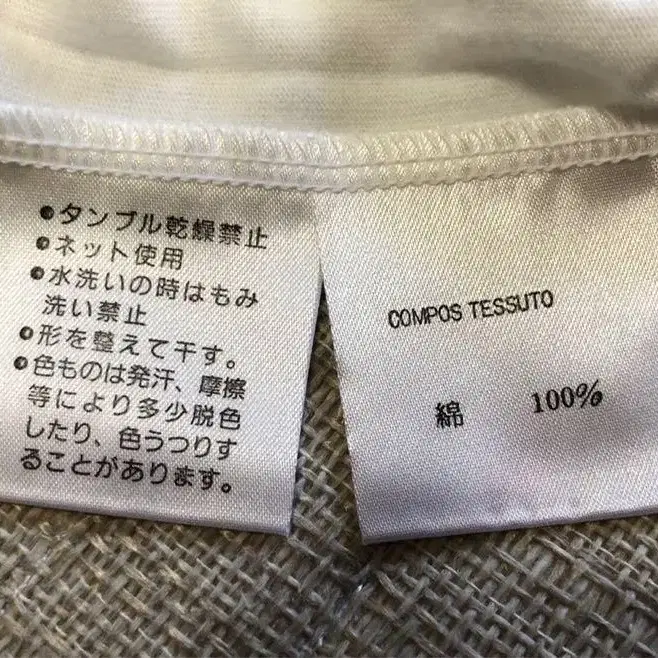 ●タンブル乾燥禁止
●ネット使用
●水洗いの時はもみ
洗い禁止
●形を整えて干す。
●色ものは発汗、摩擦
等により多少脱色
したり、色うつりす
ることがあります。
COMPOS TESSUTO
綿 100%